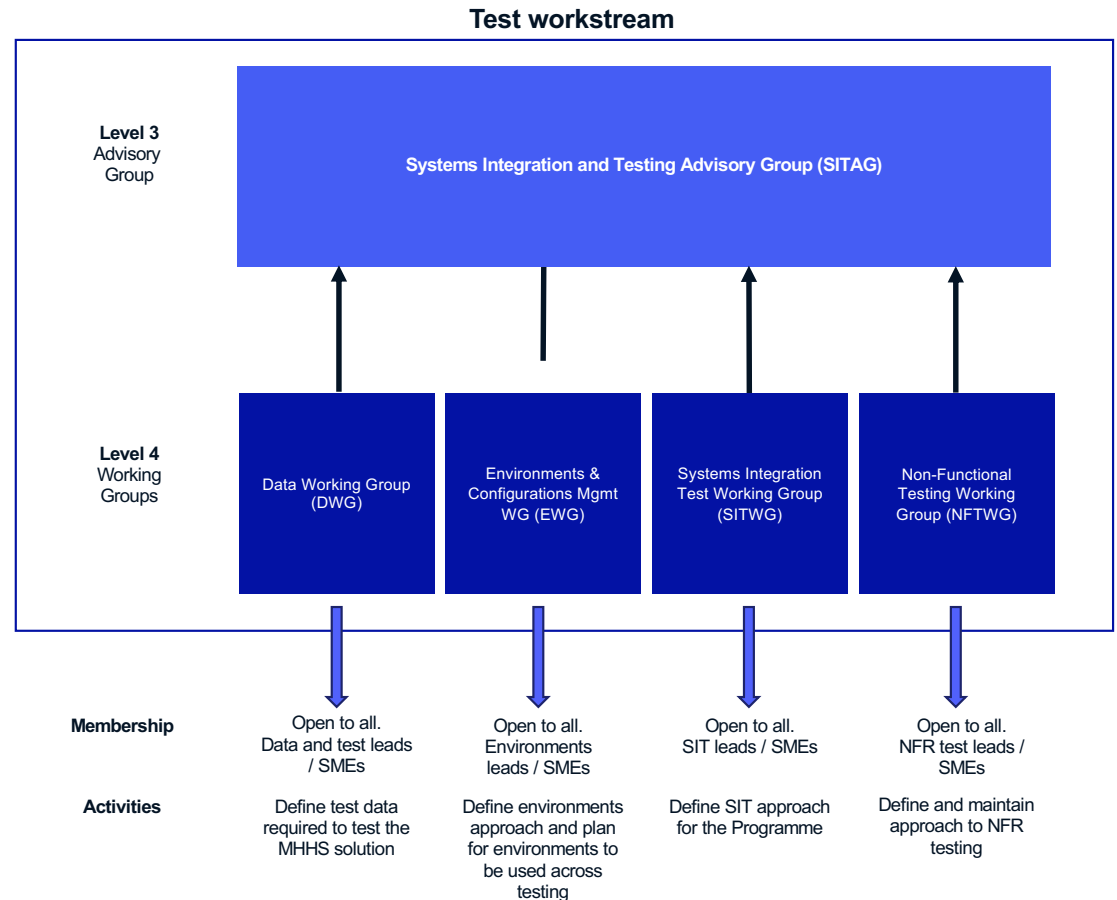 Test workstream
Level 3
Advisory
Group
Systems Integration and Testing Advisory Group (SITAG)
Level 4
Working
Groups
Data Working Group
(DWG)
Environments &
Configurations Mgmt
WG (EWG)
Systems Integration
Test Working Group
(SITWG)
Non-Functional
Testing Working
Group (NFTWG)
Membership
Open to all.
Data and test leads
/ SMEs
Open to all.
Environments
leads / SMEs
Open to all.
SIT leads / SMEs
Open to all.
NFR test leads /
SMEs
Activities
Define test data
required to test the
MHHS solution
Define environments
approach and plan
for environments to
be used across
testing
Define SIT approach
for the Programme
Define and maintain
approach to NFR
testing